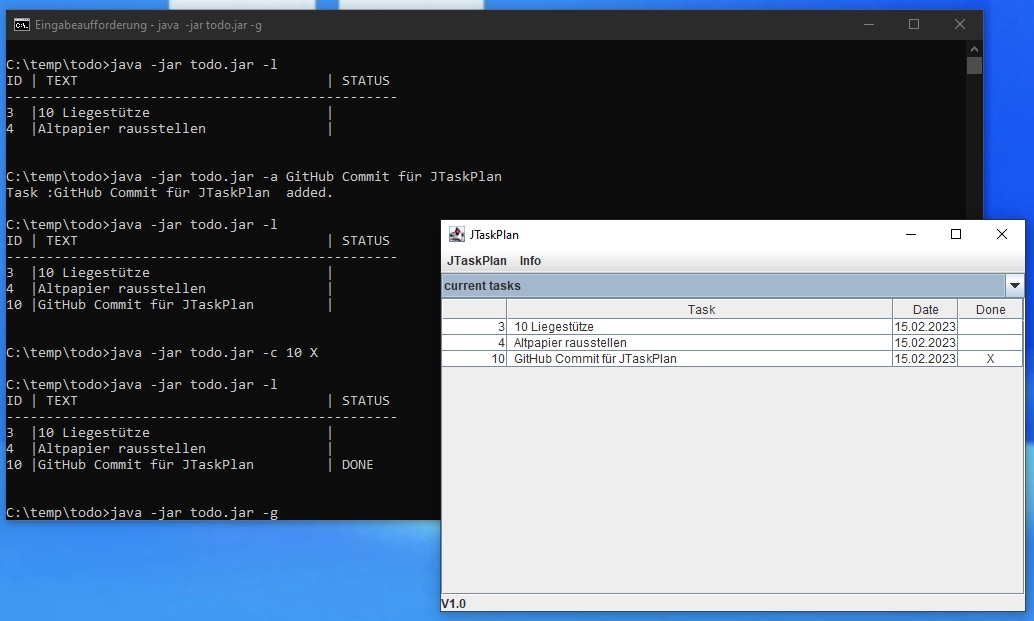 Eingabeaufforderung - java -jar todo.jar -g
C:\temp\todo>java -jar todo.jar -l
ID | TEXT | STATUS
-------------------------------------------------
3 |10 Liegestütze |
4 |Altpapier rausstellen |
C:\temp\todo>java -jar todo.jar -a GitHub Commit für JTaskPlan
Task :GitHub Commit für JTaskPlan  added.
C:\temp\todo>java -jar todo.jar -l
ID | TEXT | STATUS
-------------------------------------------------
3 |10 Liegestütze |
4 |Altpapier rausstellen |
10 |GitHub Commit für JTaskPlan |
C:\temp\todo>java -jar todo.jar -c 10 X
C:\temp\todo>java -jar todo.jar -l
ID | TEXT | STATUS
-------------------------------------------------
3 |10 Liegestütze |
4 |Altpapier rausstellen |
10 |GitHub Commit für JTaskPlan | DONE
C:\temp\todo>java -jar todo.jar -g
JTaskPlan
JTaskPlan Info
current tasks
Task Date Done
3 10 Liegestütze 15.02.2023
4 Altpapier rausstellen 15.02.2023
10 GitHub Commit für JTaskPlan 15.02.2023 X
V1.0